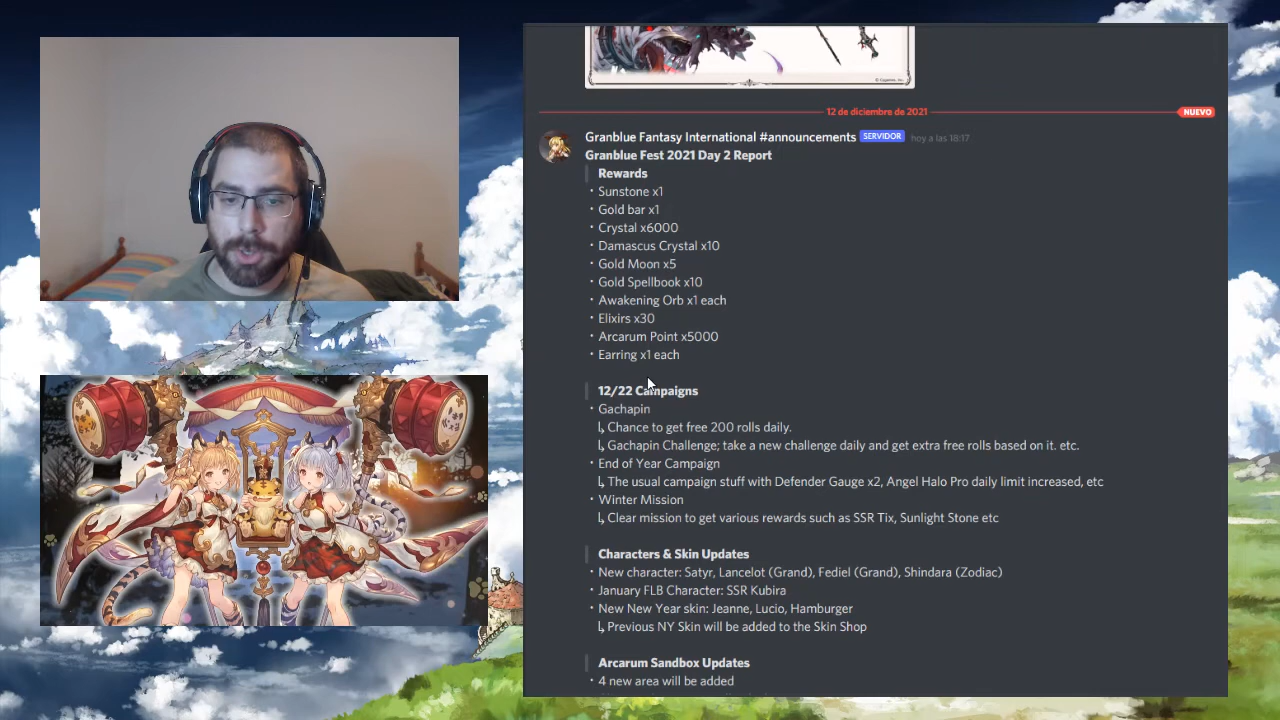 12 de diciembre de 2021
NUEVO
Granblue Fantasy International #announcements SERVIDOR hoy a las 18:17
Granblue Fest 2021 Day 2 Report
Rewards
・Sunstone x1
・Gold bar x1
・Crystal x6000
・Damascus Crystal x10
・Gold Moon x5
・Gold Spellbook x10
・Awakening Orb x1 each
・Elixirs x30
・Arcarum Point x5000
・Earring x1 each
12/22 Campaigns
・Gachapin
┗ Chance to get free 200 rolls daily.
┗ Gachapin Challenge; take a new challenge daily and get extra free rolls based on it. etc.
・End of Year Campaign
┗ The usual campaign stuff with Defender Gauge x2, Angel Halo Pro daily limit increased, etc
・Winter Mission
┗ Clear mission to get various rewards such as SSR Tix, Sunlight Stone etc
Characters & Skin Updates
・New character: Satyr, Lancelot (Grand), Fediel (Grand), Shindara (Zodiac)
・January FLB Character: SSR Kubira
・New New Year skin: Jeanne, Lucio, Hamburger
┗ Previous NY Skin will be added to the Skin Shop
Arcarum Sandbox Updates
・4 new area will be added